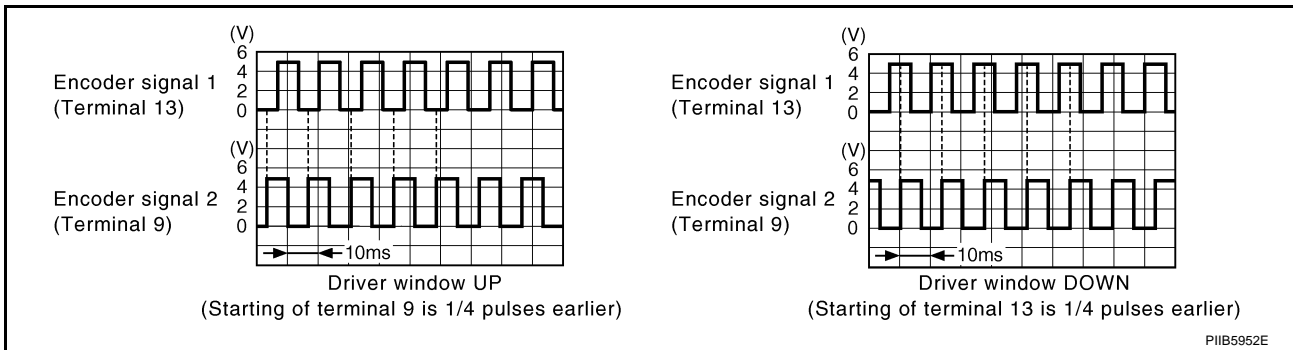 (V)
6
4
2
0
Encoder signal 1
(Terminal 13)
(V)
6
4
2
0
Encoder signal 2
(Terminal 9)
10ms
Driver window UP
(Starting of terminal 9 is 1/4 pulses earlier)
(V)
6
4
2
0
Encoder signal 1
(Terminal 13)
(V)
6
4
2
0
Encoder signal 2
(Terminal 9)
10ms
Driver window DOWN
(Starting of terminal 13 is 1/4 pulses earlier)
PIIB5952E